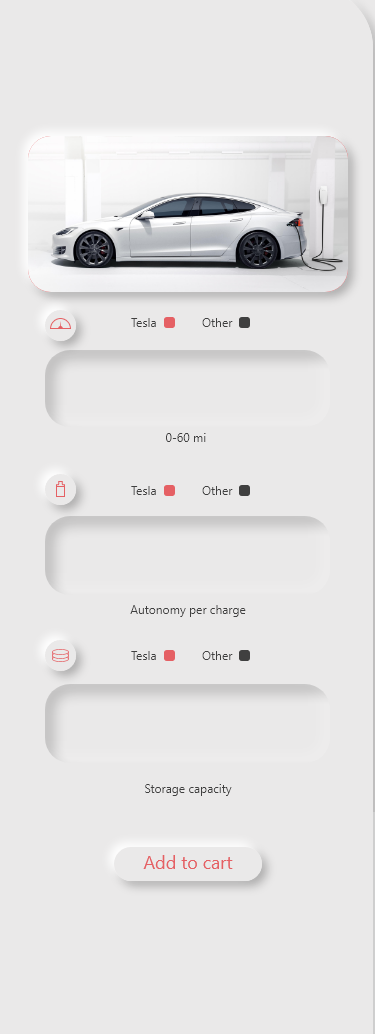 Tesla Other
0-60 mi
Tesla Other
Autonomy per charge
Tesla Other
Storage capacity
Add to cart